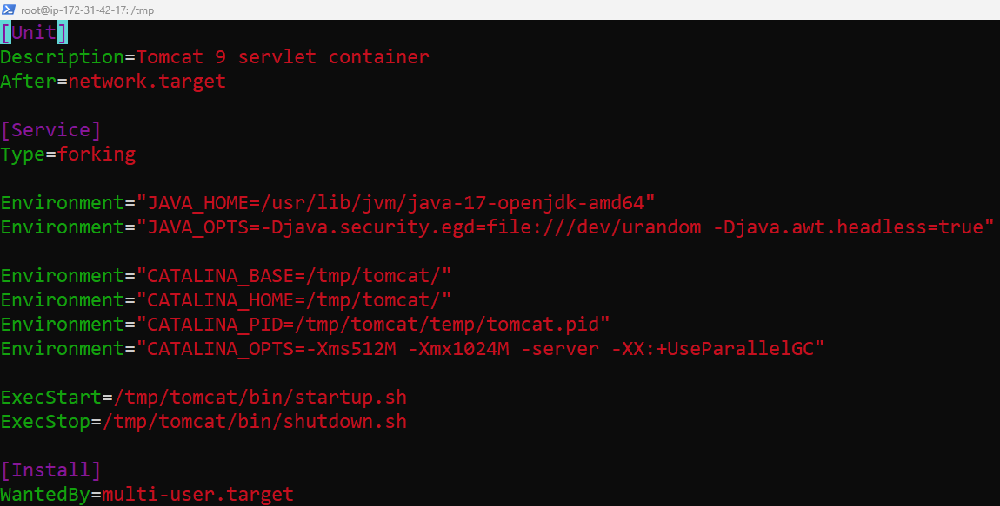 root@ip-172-31-42-17: /tmp
[Unit]
Description=Tomcat 9 servlet container
After=network.target
[Service]
Type=forking
Environment="JAVA_HOME=/usr/lib/jvm/java-17-openjdk-amd64"
Environment="JAVA_OPTS=-Djava.security.egd=file:///dev/urandom -Djava.awt.headless=true"
Environment="CATALINA_BASE=/tmp/tomcat/"
Environment="CATALINA_HOME=/tmp/tomcat/"
Environment="CATALINA_PID=/tmp/tomcat/temp/tomcat.pid"
Environment="CATALINA_OPTS=-Xms512M -Xmx1024M -server -XX:+UseParallelGC"
ExecStart=/tmp/tomcat/bin/startup.sh
ExecStop=/tmp/tomcat/bin/shutdown.sh
[Install]
WantedBy=multi-user.target